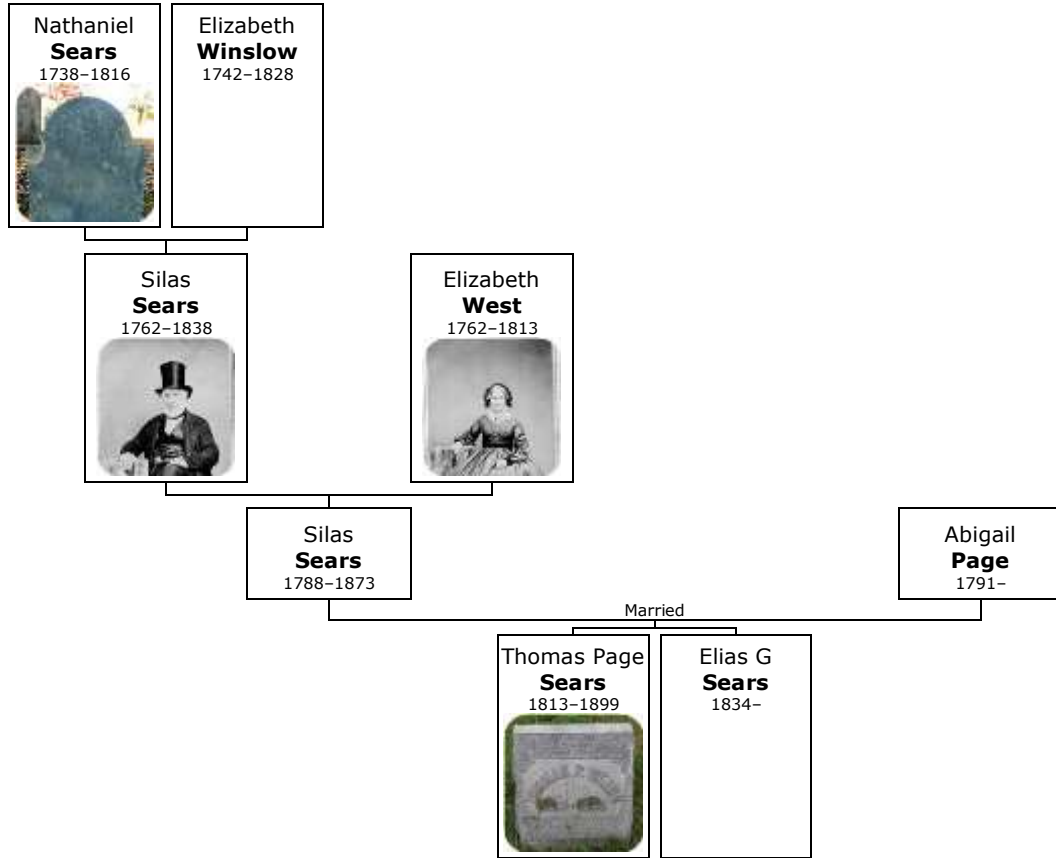 Nathaniel
Sears
1738–1816
Elizabeth
Winslow
1742–1828
Silas
Sears
1762–1838
Elizabeth
West
1762–1813
Silas
Sears
1788–1873
Abigail
Page
1791–
Married
Thomas Page
Sears
1813–1899
Elias G
Sears
1834–